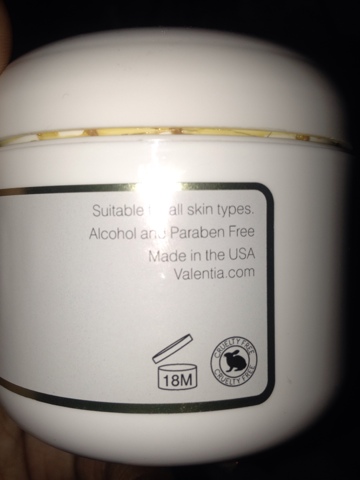 Suitable for all skin types.
Alcohol and Paraben Free
Made in the USA
Valentia.com
18M
CRUELTY FREE
CRUELTY FREE